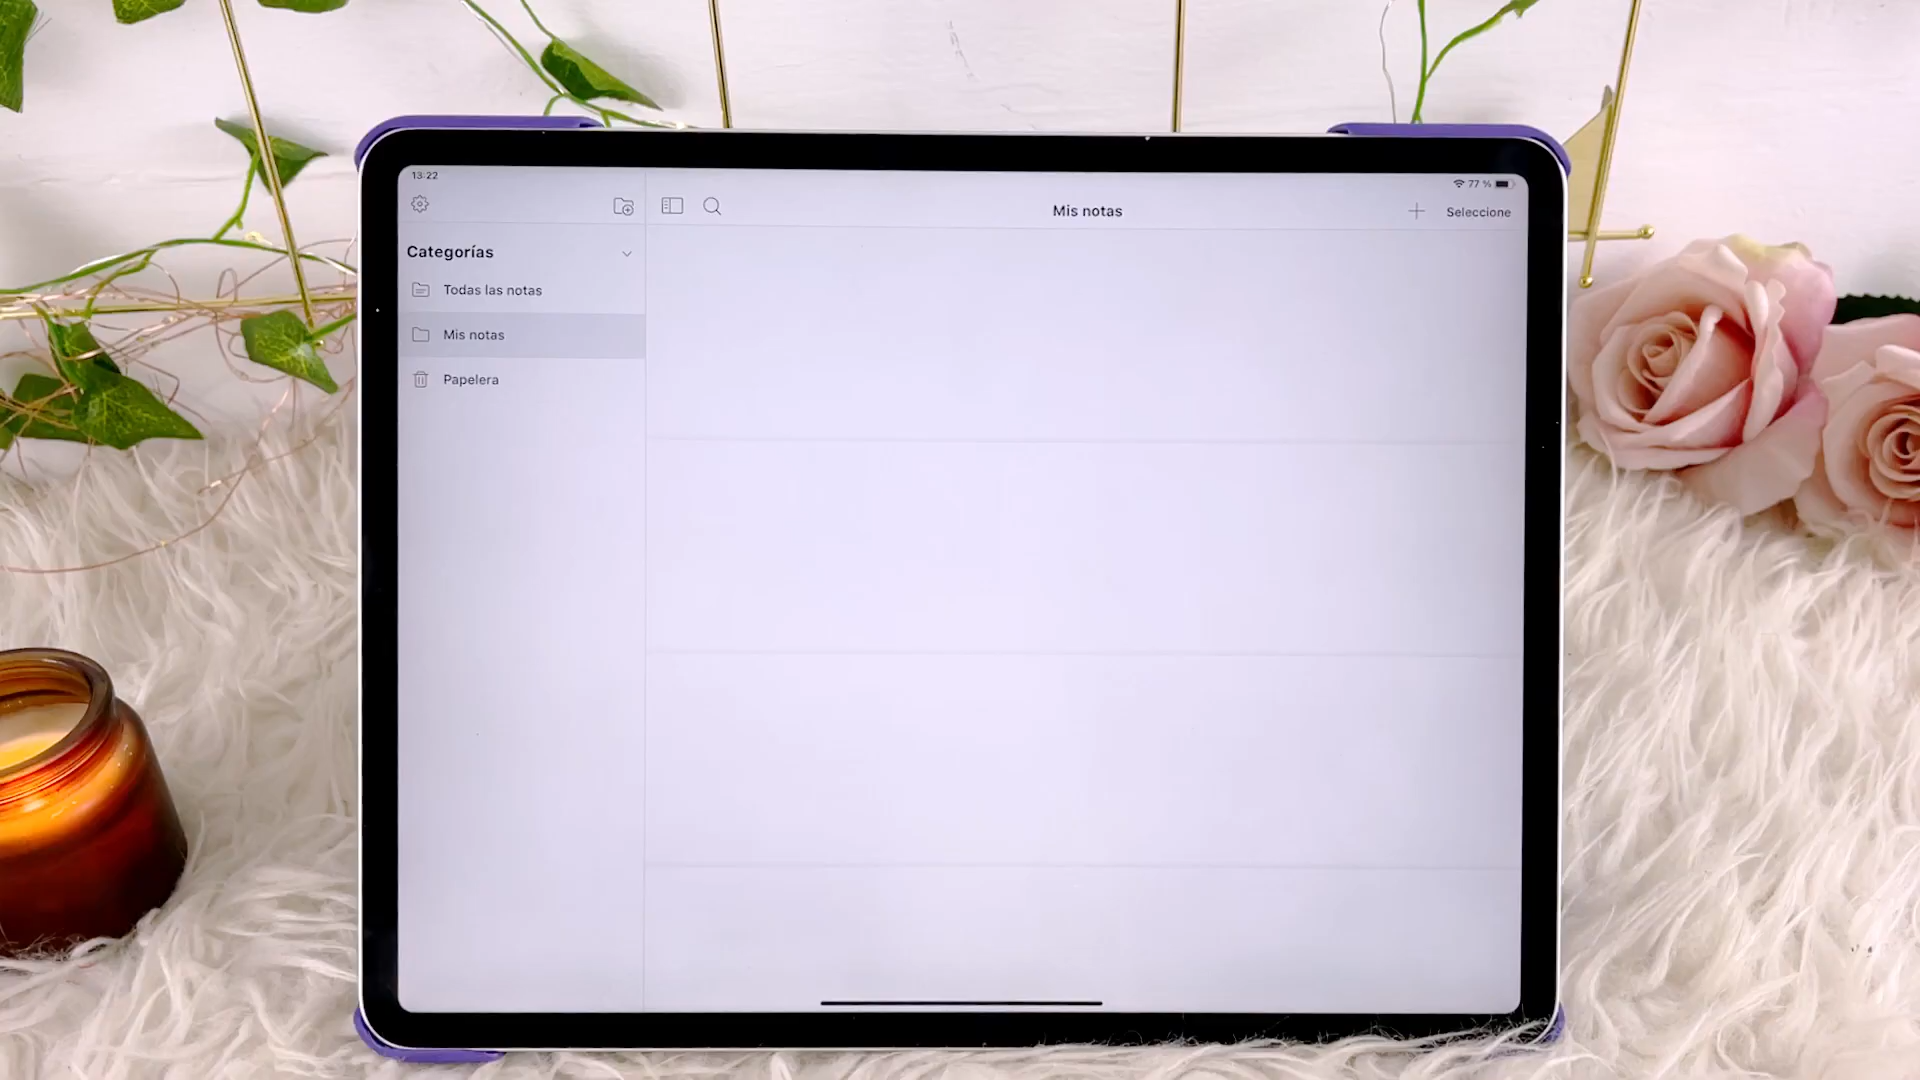 13:22
77 %
Mis notas
Seleccione
Categorías
Todas las notas
Mis notas
Papelera